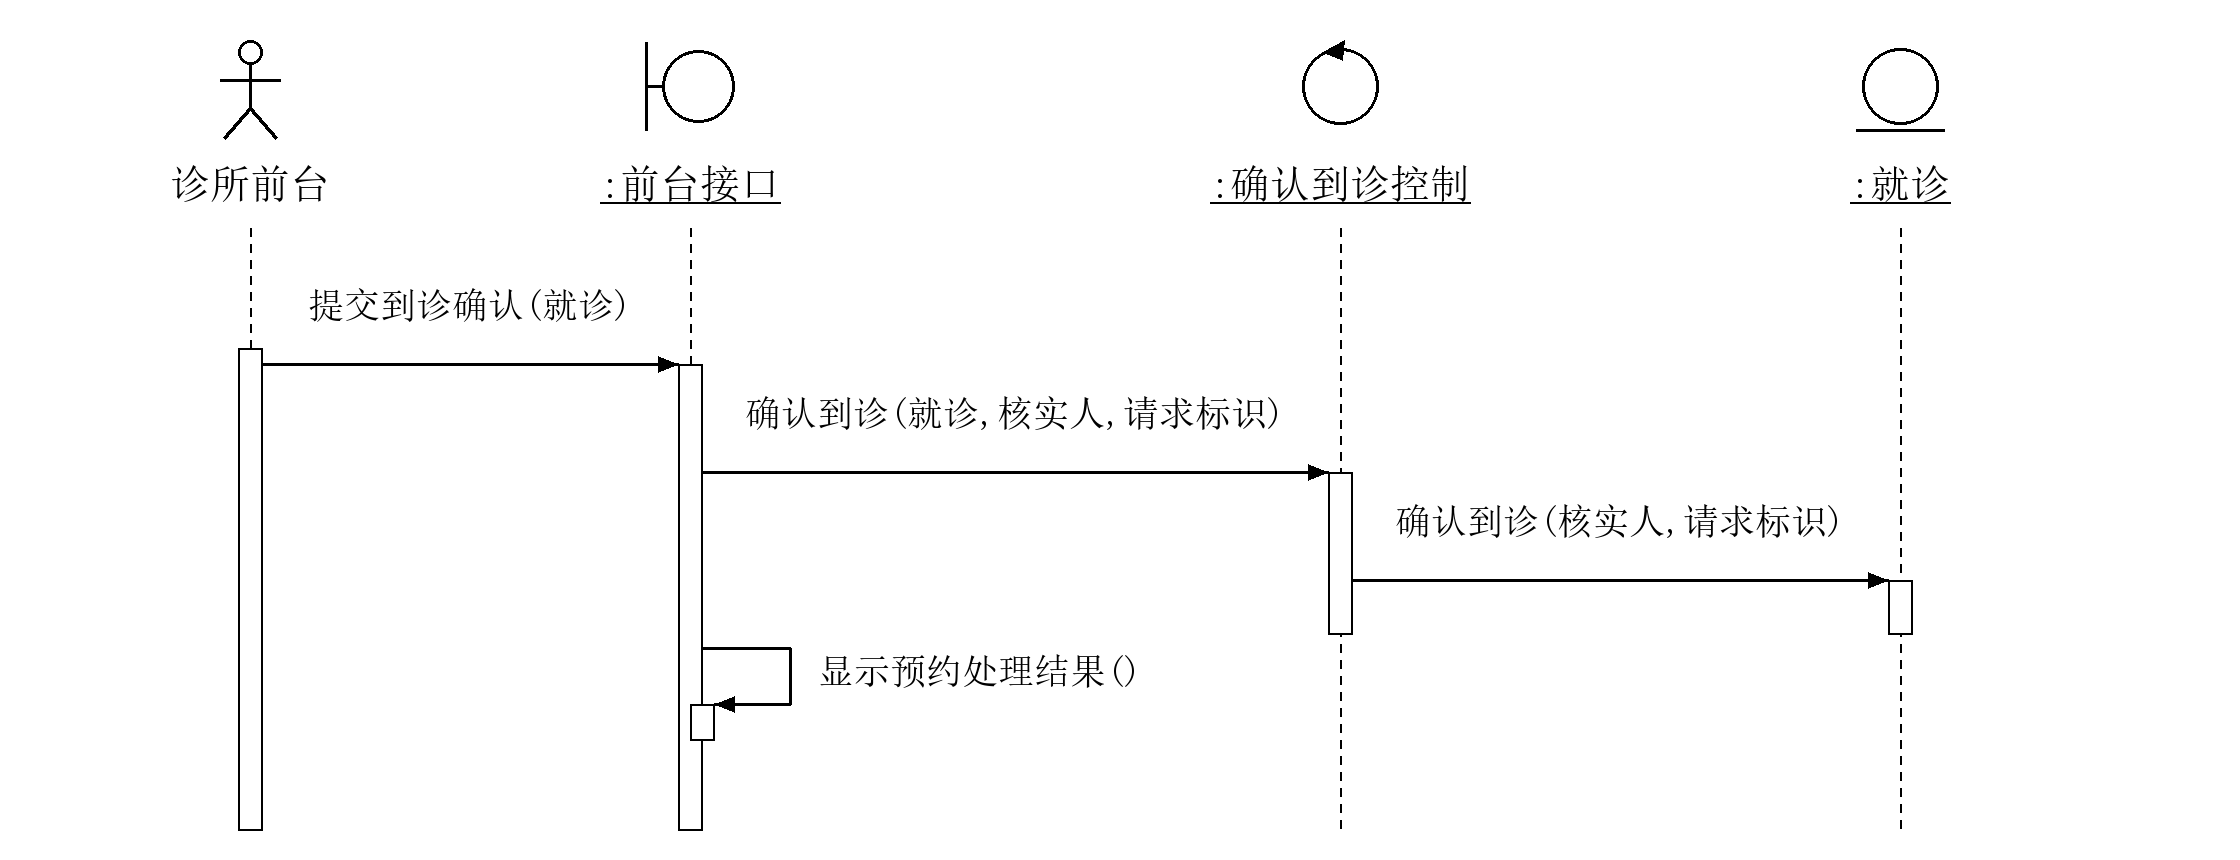 诊所前台
:前台接口
:确认到诊控制
:就诊
提交到诊确认(就诊)
确认到诊(就诊,核实人,请求标识)
确认到诊(核实人,请求标识)
显示预约处理结果()